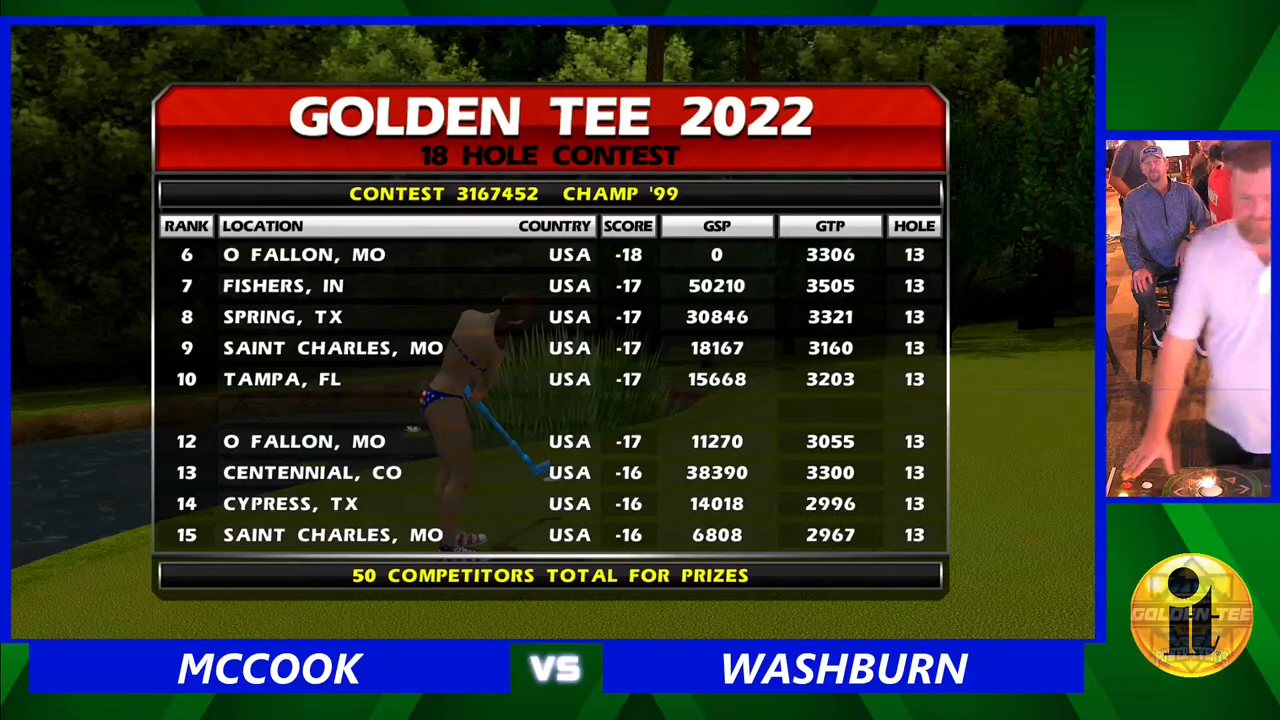 GOLDEN TEE 2022
18 HOLE CONTEST
CONTEST 3167452 CHAMP '99
RANK LOCATION COUNTRY SCORE GSP GTP HOLE
6 O FALLON, MO USA -18 0 3306 13
7 FISHERS, IN USA -17 50210 3505 13
8 SPRING, TX USA -17 30846 3321 13
9 SAINT CHARLES, MO USA -17 18167 3160 13
10 TAMPA, FL USA -17 15668 3203 13
12 O FALLON, MO USA -17 11270 3055 13
13 CENTENNIAL, CO USA -16 38390 3300 13
14 CYPRESS, TX USA -16 14018 2996 13
15 SAINT CHARLES, MO USA -16 6808 2967 13
50 COMPETITORS TOTAL FOR PRIZES
MCCOOK VS WASHBURN
it
GOLDEN TEE
POWER EVENTS